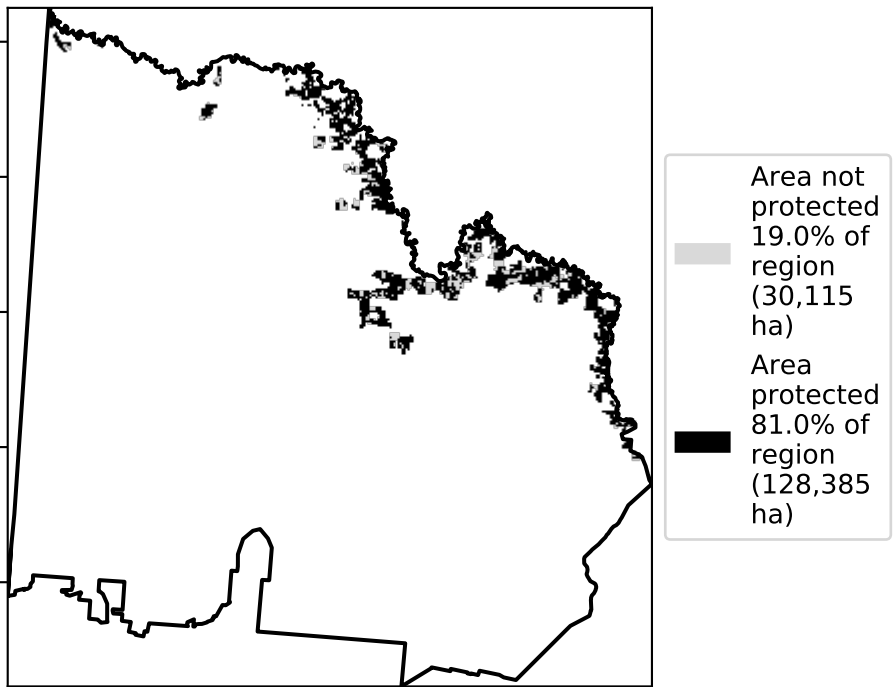 Area not
protected
19.0% of
region
(30,115
ha)
Area
protected
81.0% of
region
(128,385
ha)